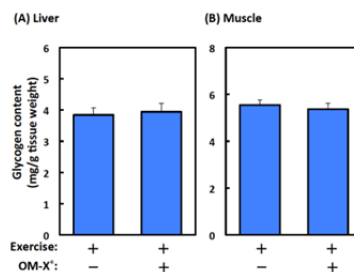 (A) Liver
(B) Muscle
Glycogen content
(mg/g tissue weight)
6
5
4
3
2
1
0
8
6
4
2
0
Exercise: + + + +
OM-X®: − + − +